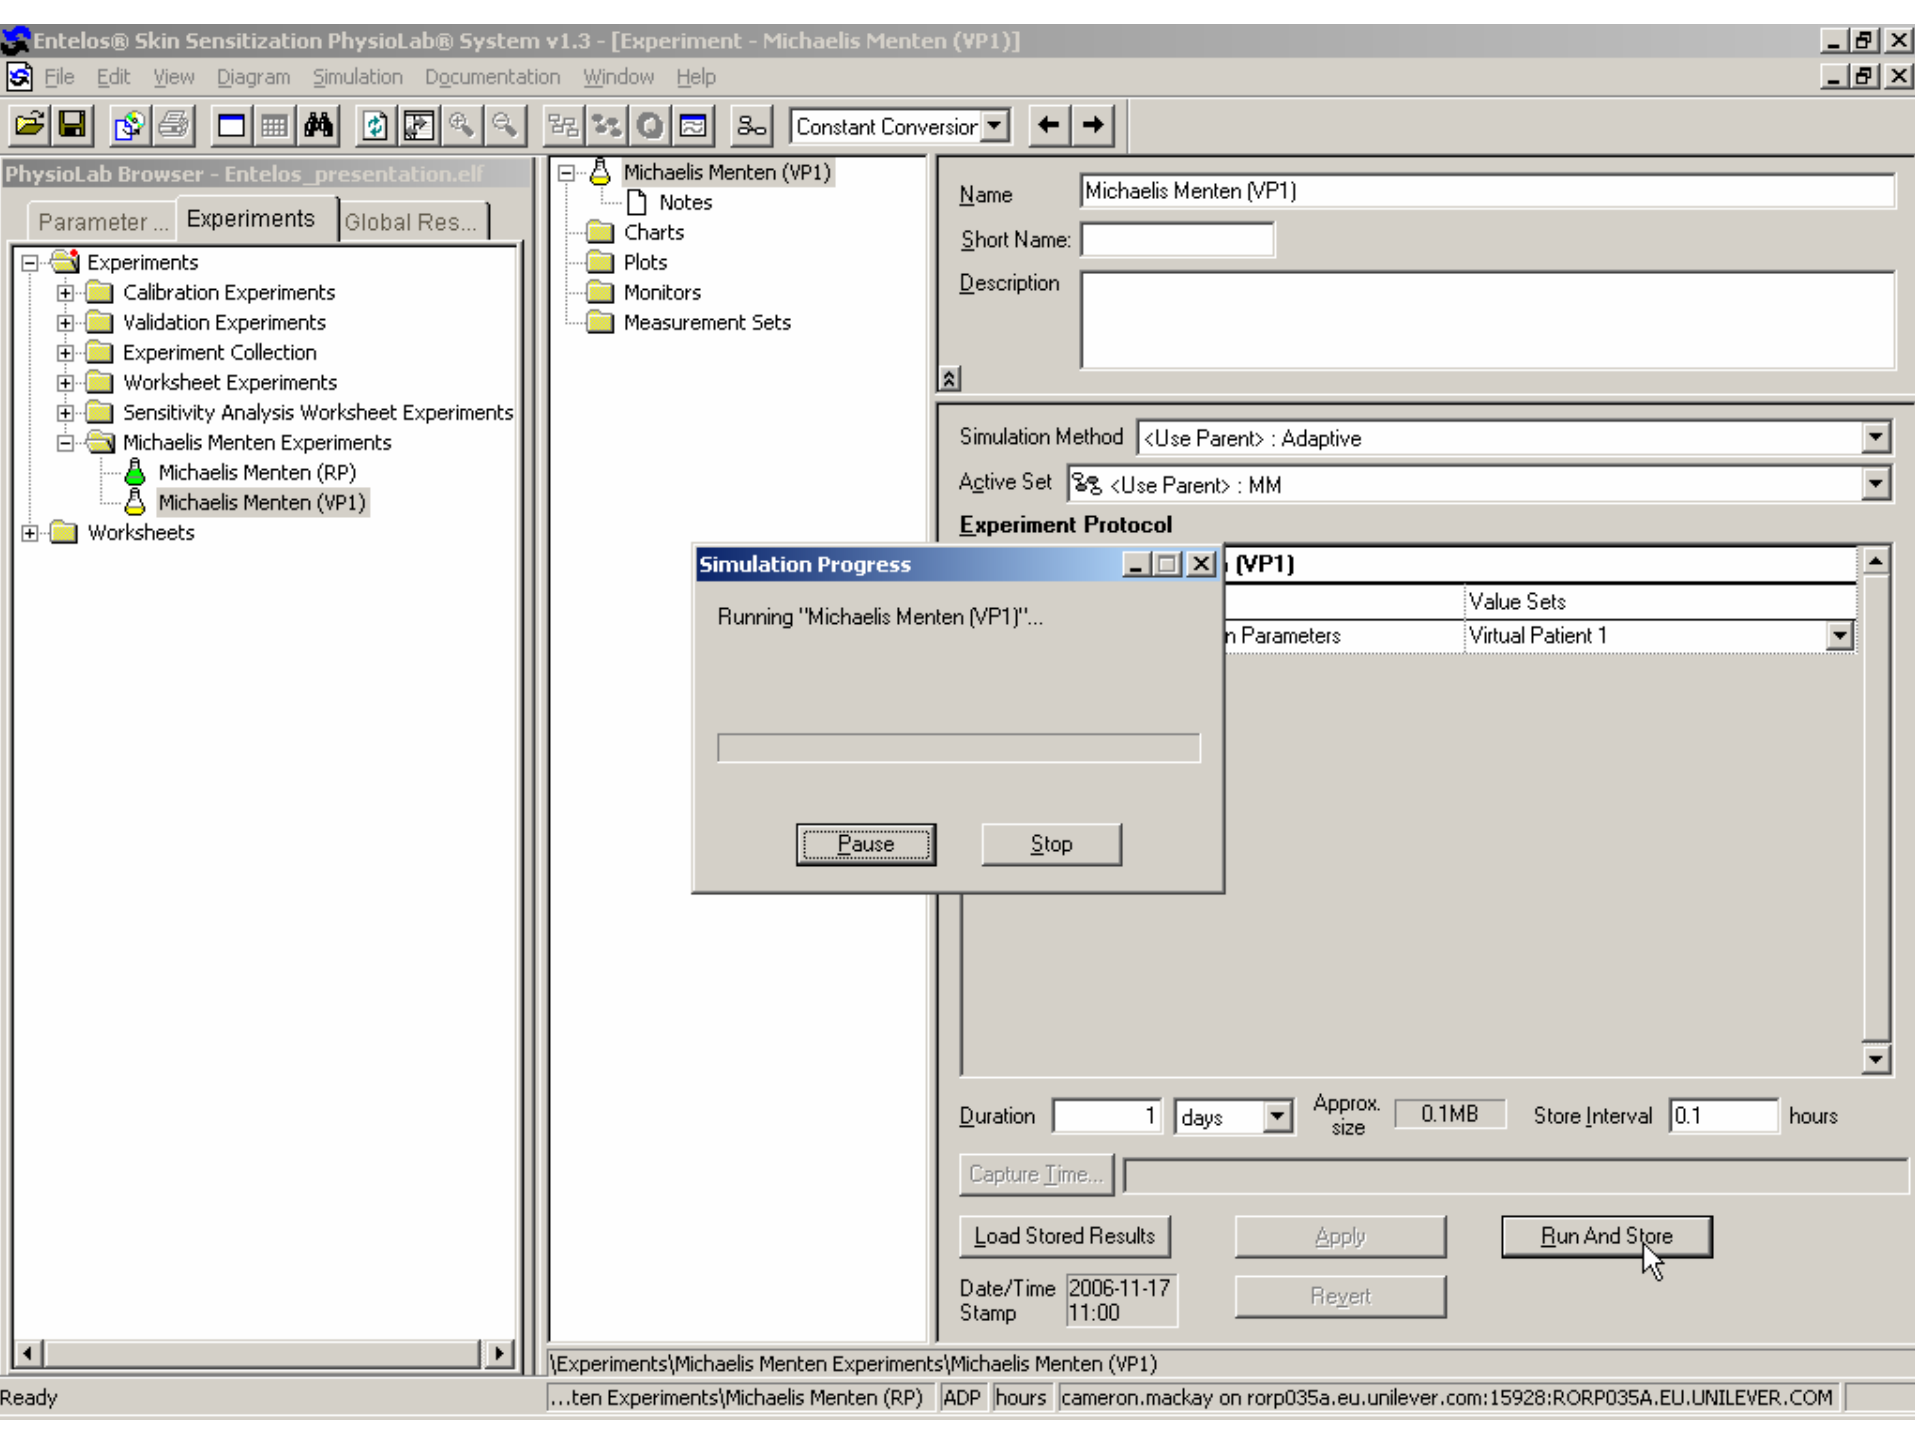 Entelos® Skin Sensitization PhysioLab® System v1.3 - [Experiment - Michaelis Menten (VP1)]
File Edit View Diagram Simulation Documentation Window Help
Constant Conversior
PhysioLab Browser - Entelos_presentation.elf
Parameter ... Experiments Global Res...
Experiments
Calibration Experiments
Validation Experiments
Experiment Collection
Worksheet Experiments
Sensitivity Analysis Worksheet Experiments
Michaelis Menten Experiments
Michaelis Menten (RP)
Michaelis Menten (VP1)
Worksheets
Michaelis Menten (VP1)
Notes
Charts
Plots
Monitors
Measurement Sets
Name Michaelis Menten (VP1)
Short Name:
Description
Simulation Method <Use Parent> : Adaptive
Active Set <Use Parent> : MM
Experiment Protocol
(VP1)
Value Sets
n Parameters Virtual Patient 1
Simulation Progress
Running "Michaelis Menten (VP1)"...
Pause Stop
Duration 1 days Approx. size 0.1MB Store Interval 0.1 hours
Capture Time...
Load Stored Results Apply Run And Store
Date/Time Stamp 2006-11-17 11:00 Revert
\Experiments\Michaelis Menten Experiments\Michaelis Menten (VP1)
Ready ...ten Experiments\Michaelis Menten (RP) ADP hours cameron.mackay on rorp035a.eu.unilever.com:15928:RORP035A.EU.UNILEVER.COM